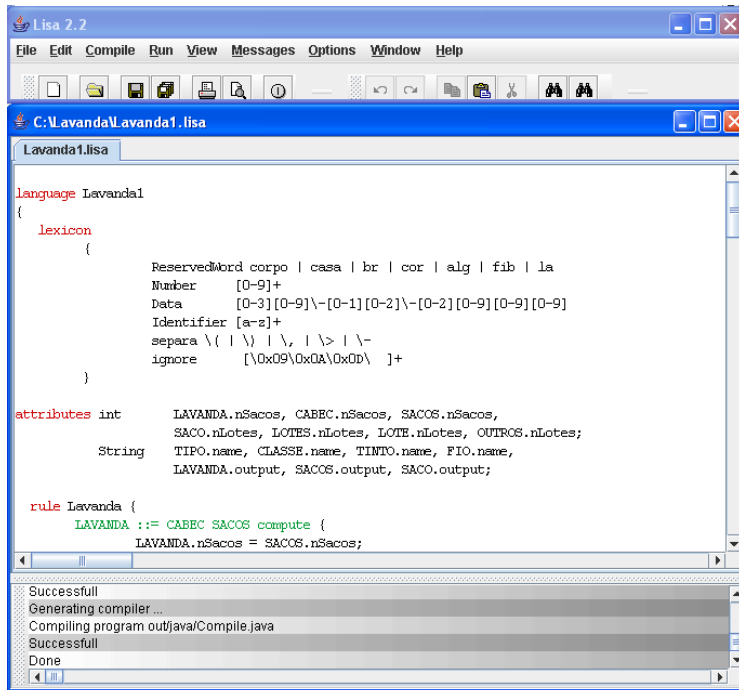 Lisa 2.2
File Edit Compile Run View Messages Options Window Help
C:\Lavanda\Lavanda1.lisa
Lavanda1.lisa
language Lavanda1
{
lexicon
{
ReservedWord corpo | casa | br | cor | alg | fib | la
Number [0-9]+
Data [0-3][0-9]\-[0-1][0-2]\-[0-2][0-9][0-9][0-9]
Identifier [a-z]+
separa \( | \) | \, | \> | \-
ignore [\0x09\0x0A\0x0D\ ]+
}
attributes int LAVANDA.nSacos, CABEC.nSacos, SACOS.nSacos,
SACO.nLotes, LOTES.nLotes, LOTE.nLotes, OUTROS.nLotes;
String TIPO.name, CLASSE.name, TINTO.name, FIO.name,
LAVANDA.output, SACOS.output, SACO.output;
rule Lavanda {
LAVANDA ::= CABEC SACOS compute {
LAVANDA.nSacos = SACOS.nSacos;
Successfull
Generating compiler ...
Compiling program out/java/Compile.java
Successfull
Done